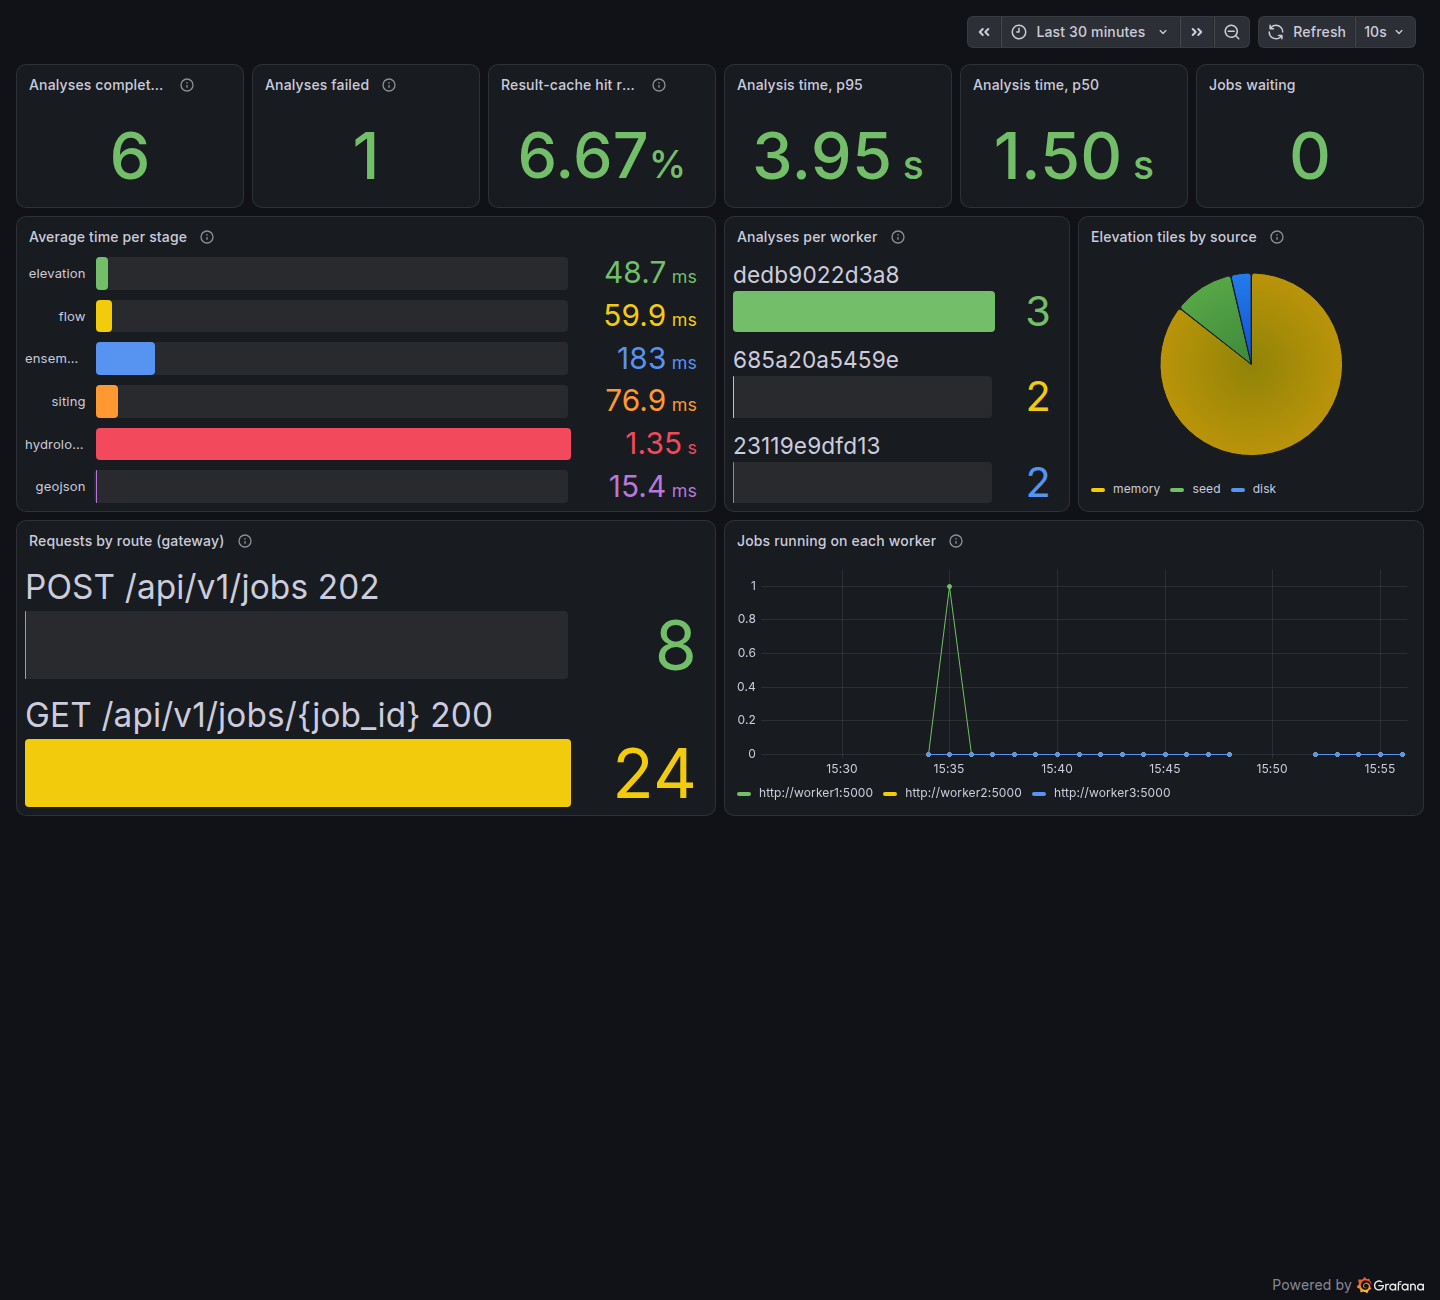 Last 30 minutes
Refresh
10s
Analyses complet...
6
Analyses failed
1
Result-cache hit r...
6.67%
Analysis time, p95
3.95 s
Analysis time, p50
1.50 s
Jobs waiting
0
Average time per stage
elevation 48.7 ms
flow 59.9 ms
ensem... 183 ms
siting 76.9 ms
hydrolo... 1.35 s
geojson 15.4 ms
Analyses per worker
dedb9022d3a8
3
685a20a5459e
2
23119e9dfd13
2
Elevation tiles by source
memory seed disk
Requests by route (gateway)
POST /api/v1/jobs 202
8
GET /api/v1/jobs/{job_id} 200
24
Jobs running on each worker
1
0.8
0.6
0.4
0.2
0
15:30 15:35 15:40 15:45 15:50 15:55
http://worker1:5000 http://worker2:5000 http://worker3:5000
Powered by Grafana